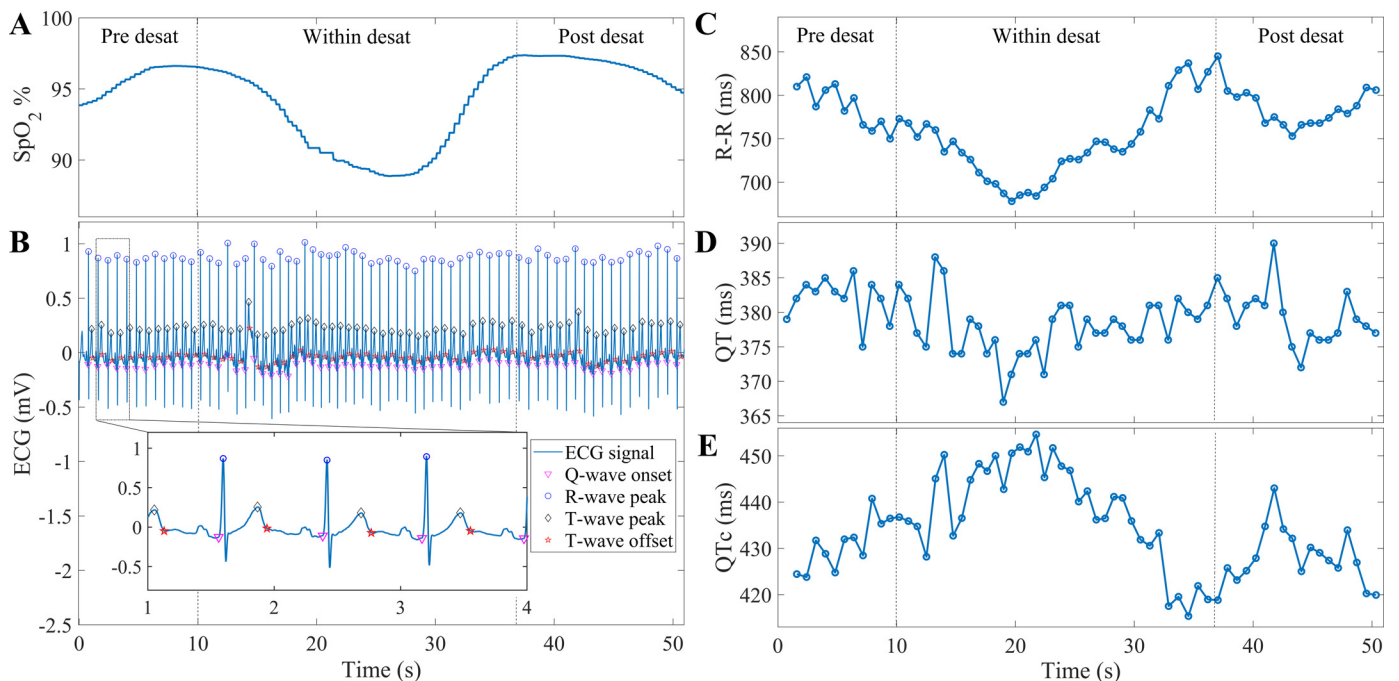 A
100
95
90
SpO2 %
Pre desat
Within desat
Post desat
B
1
0.5
0
-0.5
-1
-1.5
-2
-2.5
ECG (mV)
1
0.5
0
-0.5
1
2
3
4
ECG signal
Q-wave onset
R-wave peak
T-wave peak
T-wave offset
0
10
20
30
40
50
Time (s)
C
850
800
750
700
R-R (ms)
Pre desat
Within desat
Post desat
D
390
385
380
375
370
365
QT (ms)
E
450
440
430
420
QTc (ms)
0
10
20
30
40
50
Time (s)